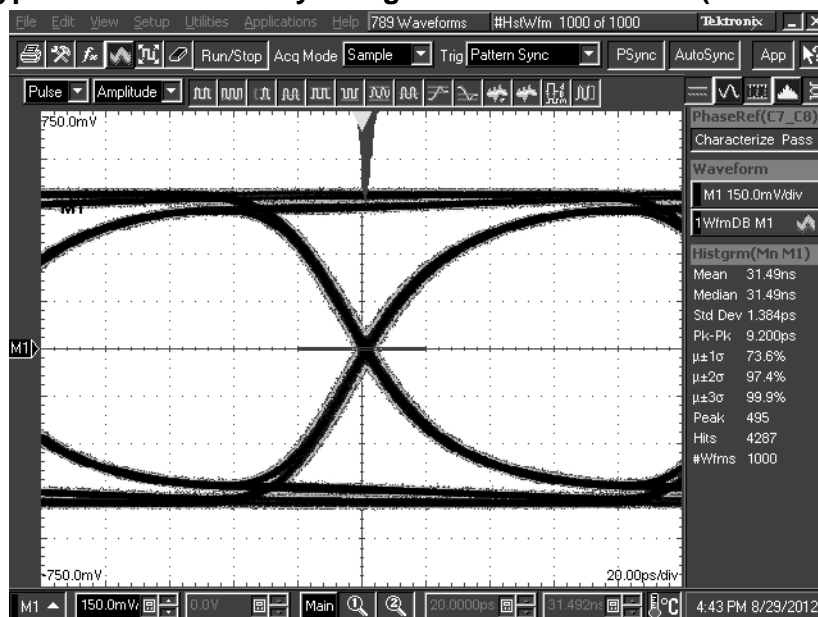 File Edit View Setup Utilities Applications Help 789 Waveforms #HstWfm 1000 of 1000 Tektronix
Run/Stop Acq Mode Sample Trig Pattern Sync PSync AutoSync App
Pulse Amplitude
750.0mV
M1
M1
-750.0mV
20.00ps/div
PhaseRef(C7_C8)
Characterize Pass
Waveform
M1 150.0mV/div
1WfmDB M1
Histgrm(Mn M1)
Mean 31.49ns
Median 31.49ns
Std Dev 1.384ps
Pk-Pk 9.200ps
µ±1σ 73.6%
µ±2σ 97.4%
µ±3σ 99.9%
Peak 495
Hits 4287
#Wfms 1000
M1 150.0mV/ 0.0V Main 1 2 20.0000ps 31.492ns °C 4:43 PM 8/29/2012